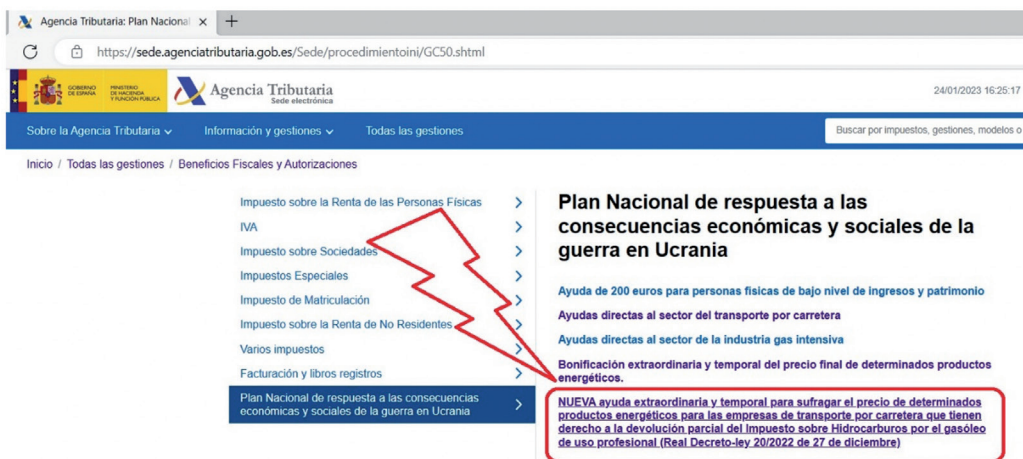 Agencia Tributaria: Plan Nacional
https://sede.agenciatributaria.gob.es/Sede/procedimientoini/GC50.shtml
GOBIERNO DE ESPAÑA
MINISTERIO DE HACIENDA Y FUNCIÓN PÚBLICA
Agencia Tributaria
Sede electrónica
24/01/2023 16:25:17
Sobre la Agencia Tributaria
Información y gestiones
Todas las gestiones
Buscar por impuestos, gestiones, modelos o
Inicio / Todas las gestiones / Beneficios Fiscales y Autorizaciones
Impuesto sobre la Renta de las Personas Físicas
IVA
Impuesto sobre Sociedades
Impuestos Especiales
Impuesto de Matriculación
Impuesto sobre la Renta de No Residentes
Varios impuestos
Facturación y libros registros
Plan Nacional de respuesta a las consecuencias
económicas y sociales de la guerra en Ucrania
Plan Nacional de respuesta a las
consecuencias económicas y sociales de la
guerra en Ucrania
Ayuda de 200 euros para personas físicas de bajo nivel de ingresos y patrimonio
Ayudas directas al sector del transporte por carretera
Ayudas directas al sector de la industria gas intensiva
Bonificación extraordinaria y temporal del precio final de determinados productos
energéticos.
NUEVA ayuda extraordinaria y temporal para sufragar el precio de determinados
productos energéticos para las empresas de transporte por carretera que tienen
derecho a la devolución parcial del Impuesto sobre Hidrocarburos por el gasóleo
de uso profesional (Real Decreto-ley 20/2022 de 27 de diciembre)